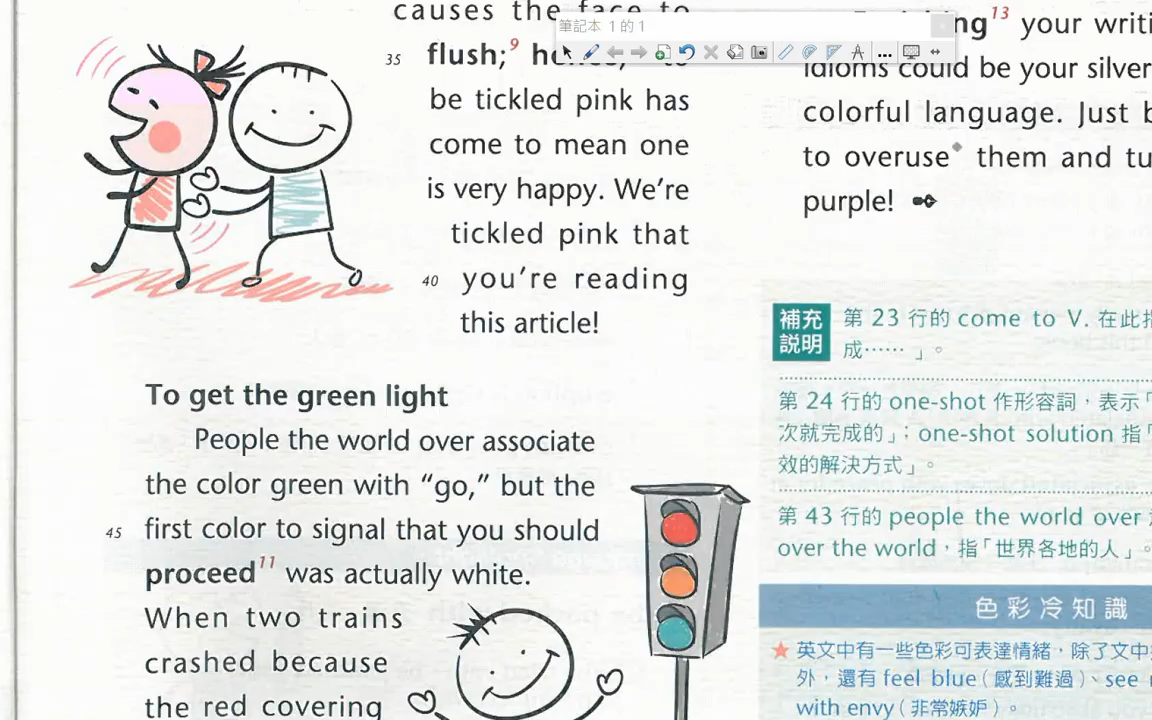 causes the face to
35 flush;⁹
be tickled pink has
come to mean one
is very happy. We're
tickled pink that
40 you're reading
this article!
To get the green light
People the world over associate
the color green with “go,” but the
45 first color to signal that you should
proceed¹¹ was actually white.
When two trains
crashed because
the red covering
筆記本 1 的 1
¹³ your writi
idioms could be your silver
colorful language. Just b
to overuse◆ them and tu
purple!
補充說明
第 23 行的 come to V. 在此指
成⋯⋯」。
第 24 行的 one-shot 作形容詞，表示「
次就完成的」；one-shot solution 指「
效的解決方式」。
第 43 行的 people the world over
over the world，指「世界各地的人」。
色彩冷知識
★ 英文中有一些色彩可表達情緒，除了文中
外，還有 feel blue（感到難過）、see
with envy（非常嫉妒）。